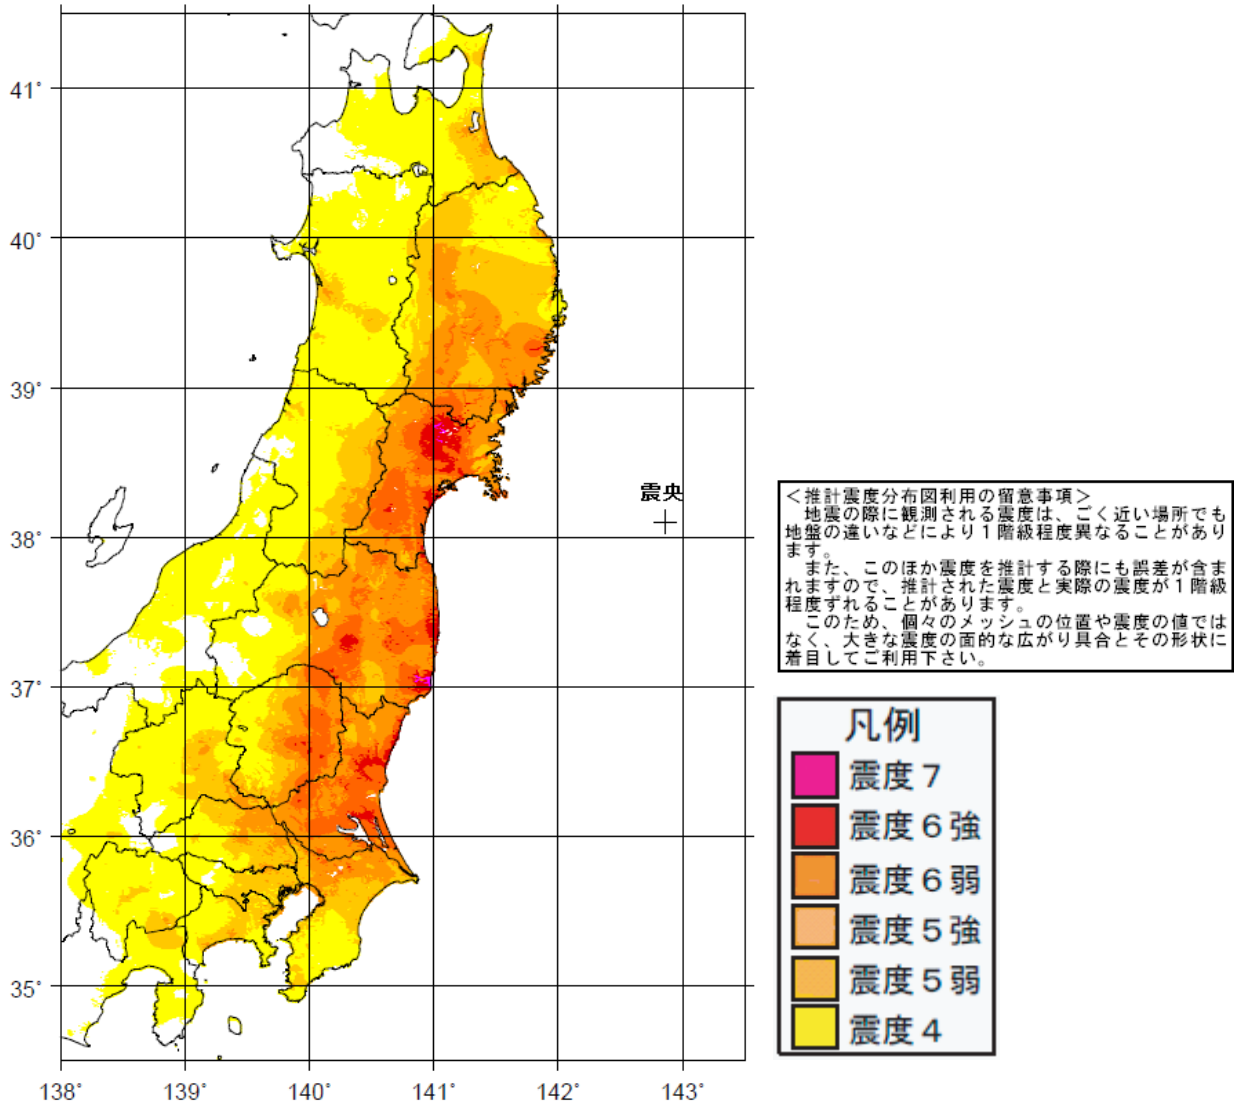 41°
40°
39°
38°
37°
36°
35°
138°
139°
140°
141°
142°
143°
震央
＜推計震度分布図利用の留意事項＞
　地震の際に観測される震度は、ごく近い場所でも
地盤の違いなどにより１階級程度異なることがあり
ます。
　また、このほか震度を推計する際にも誤差が含ま
れますので、推計された震度と実際の震度が１階級
程度ずれることがあります。
　このため、個々のメッシュの位置や震度の値では
なく、大きな震度の面的な広がり具合とその形状に
着目してご利用下さい。
凡例
震度７
震度６強
震度６弱
震度５強
震度５弱
震度４